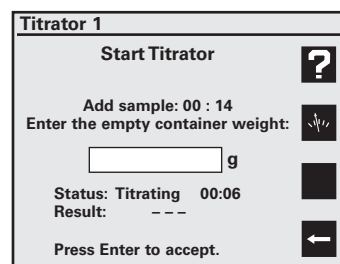 Titrator 1
Start Titrator
?
Add sample: 00 : 14
Enter the empty container weight:
g
Status: Titrating 00:06
Result: – – –
Press Enter to accept.